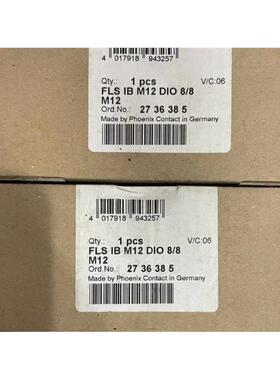 4 017918 943257
Qty.: 1 pcs V/C:06
FLS IB M12 DIO 8/8
M12
Ord.No.: 27 36 38 5
Made by Phoenix Contact in Germany
4 017918 943257
Qty.: 1 pcs V/C:06
FLS IB M12 DIO 8/8
M12
Ord.No.: 27 36 38 5
Made by Phoenix Contact in Germany